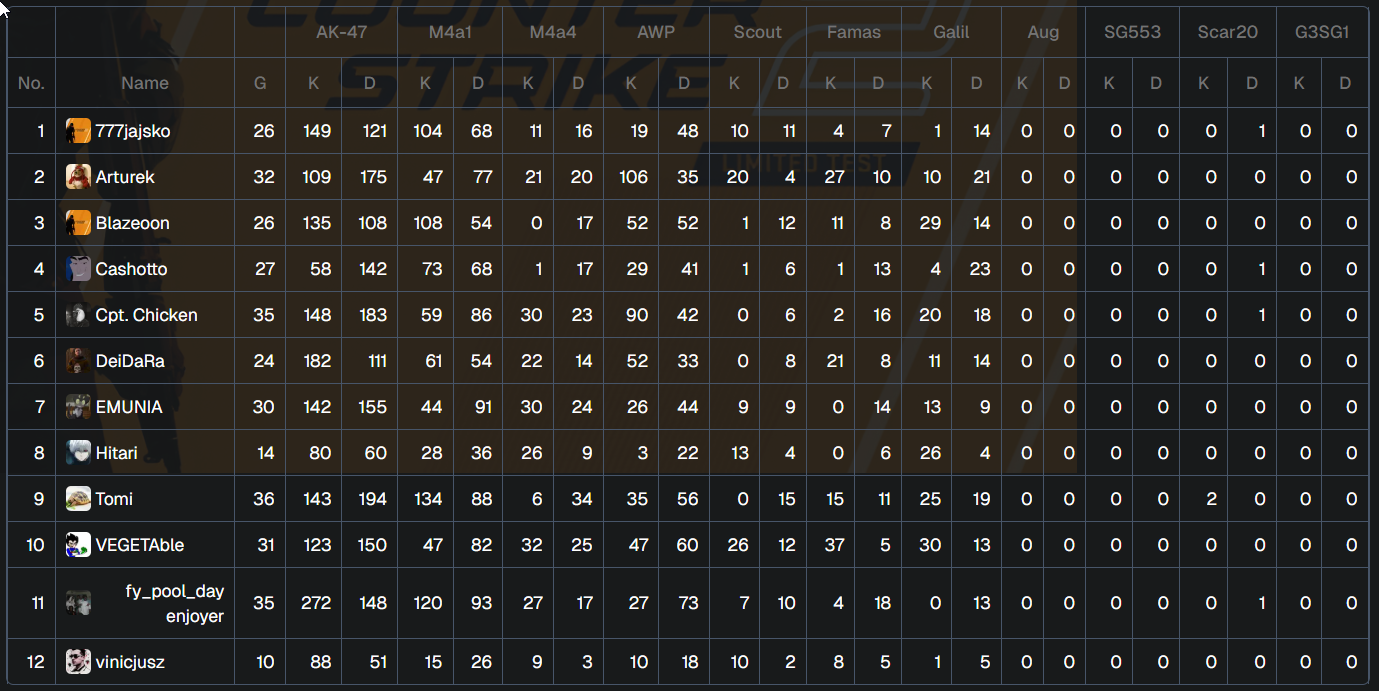 COUNTER
STRIKE
LIMITED TEST
AK-47 M4a1 M4a4 AWP Scout Famas Galil Aug SG553 Scar20 G3SG1
No. Name G K D K D K D K D K D K D K D K D K D K D K D
1 777jajsko 26 149 121 104 68 11 16 19 48 10 11 4 7 1 14 0 0 0 0 0 1 0 0
2 Arturek 32 109 175 47 77 21 20 106 35 20 4 27 10 10 21 0 0 0 0 0 0 0 0
3 Blazeoon 26 135 108 108 54 0 17 52 52 1 12 11 8 29 14 0 0 0 0 0 0 0 0
4 Cashotto 27 58 142 73 68 1 17 29 41 1 6 1 13 4 23 0 0 0 0 0 1 0 0
5 Cpt. Chicken 35 148 183 59 86 30 23 90 42 0 6 2 16 20 18 0 0 0 0 0 1 0 0
6 DeiDaRa 24 182 111 61 54 22 14 52 33 0 8 21 8 11 14 0 0 0 0 0 0 0 0
7 EMUNIA 30 142 155 44 91 30 24 26 44 9 9 0 14 13 9 0 0 0 0 0 0 0 0
8 Hitari 14 80 60 28 36 26 9 3 22 13 4 0 6 26 4 0 0 0 0 0 0 0 0
9 Tomi 36 143 194 134 88 6 34 35 56 0 15 15 11 25 19 0 0 0 0 2 0 0 0
10 VEGETAble 31 123 150 47 82 32 25 47 60 26 12 37 5 30 13 0 0 0 0 0 0 0 0
11 fy_pool_day
enjoyer 35 272 148 120 93 27 17 27 73 7 10 4 18 0 13 0 0 0 0 0 1 0 0
12 vinicjusz 10 88 51 15 26 9 3 10 18 10 2 8 5 1 5 0 0 0 0 0 0 0 0